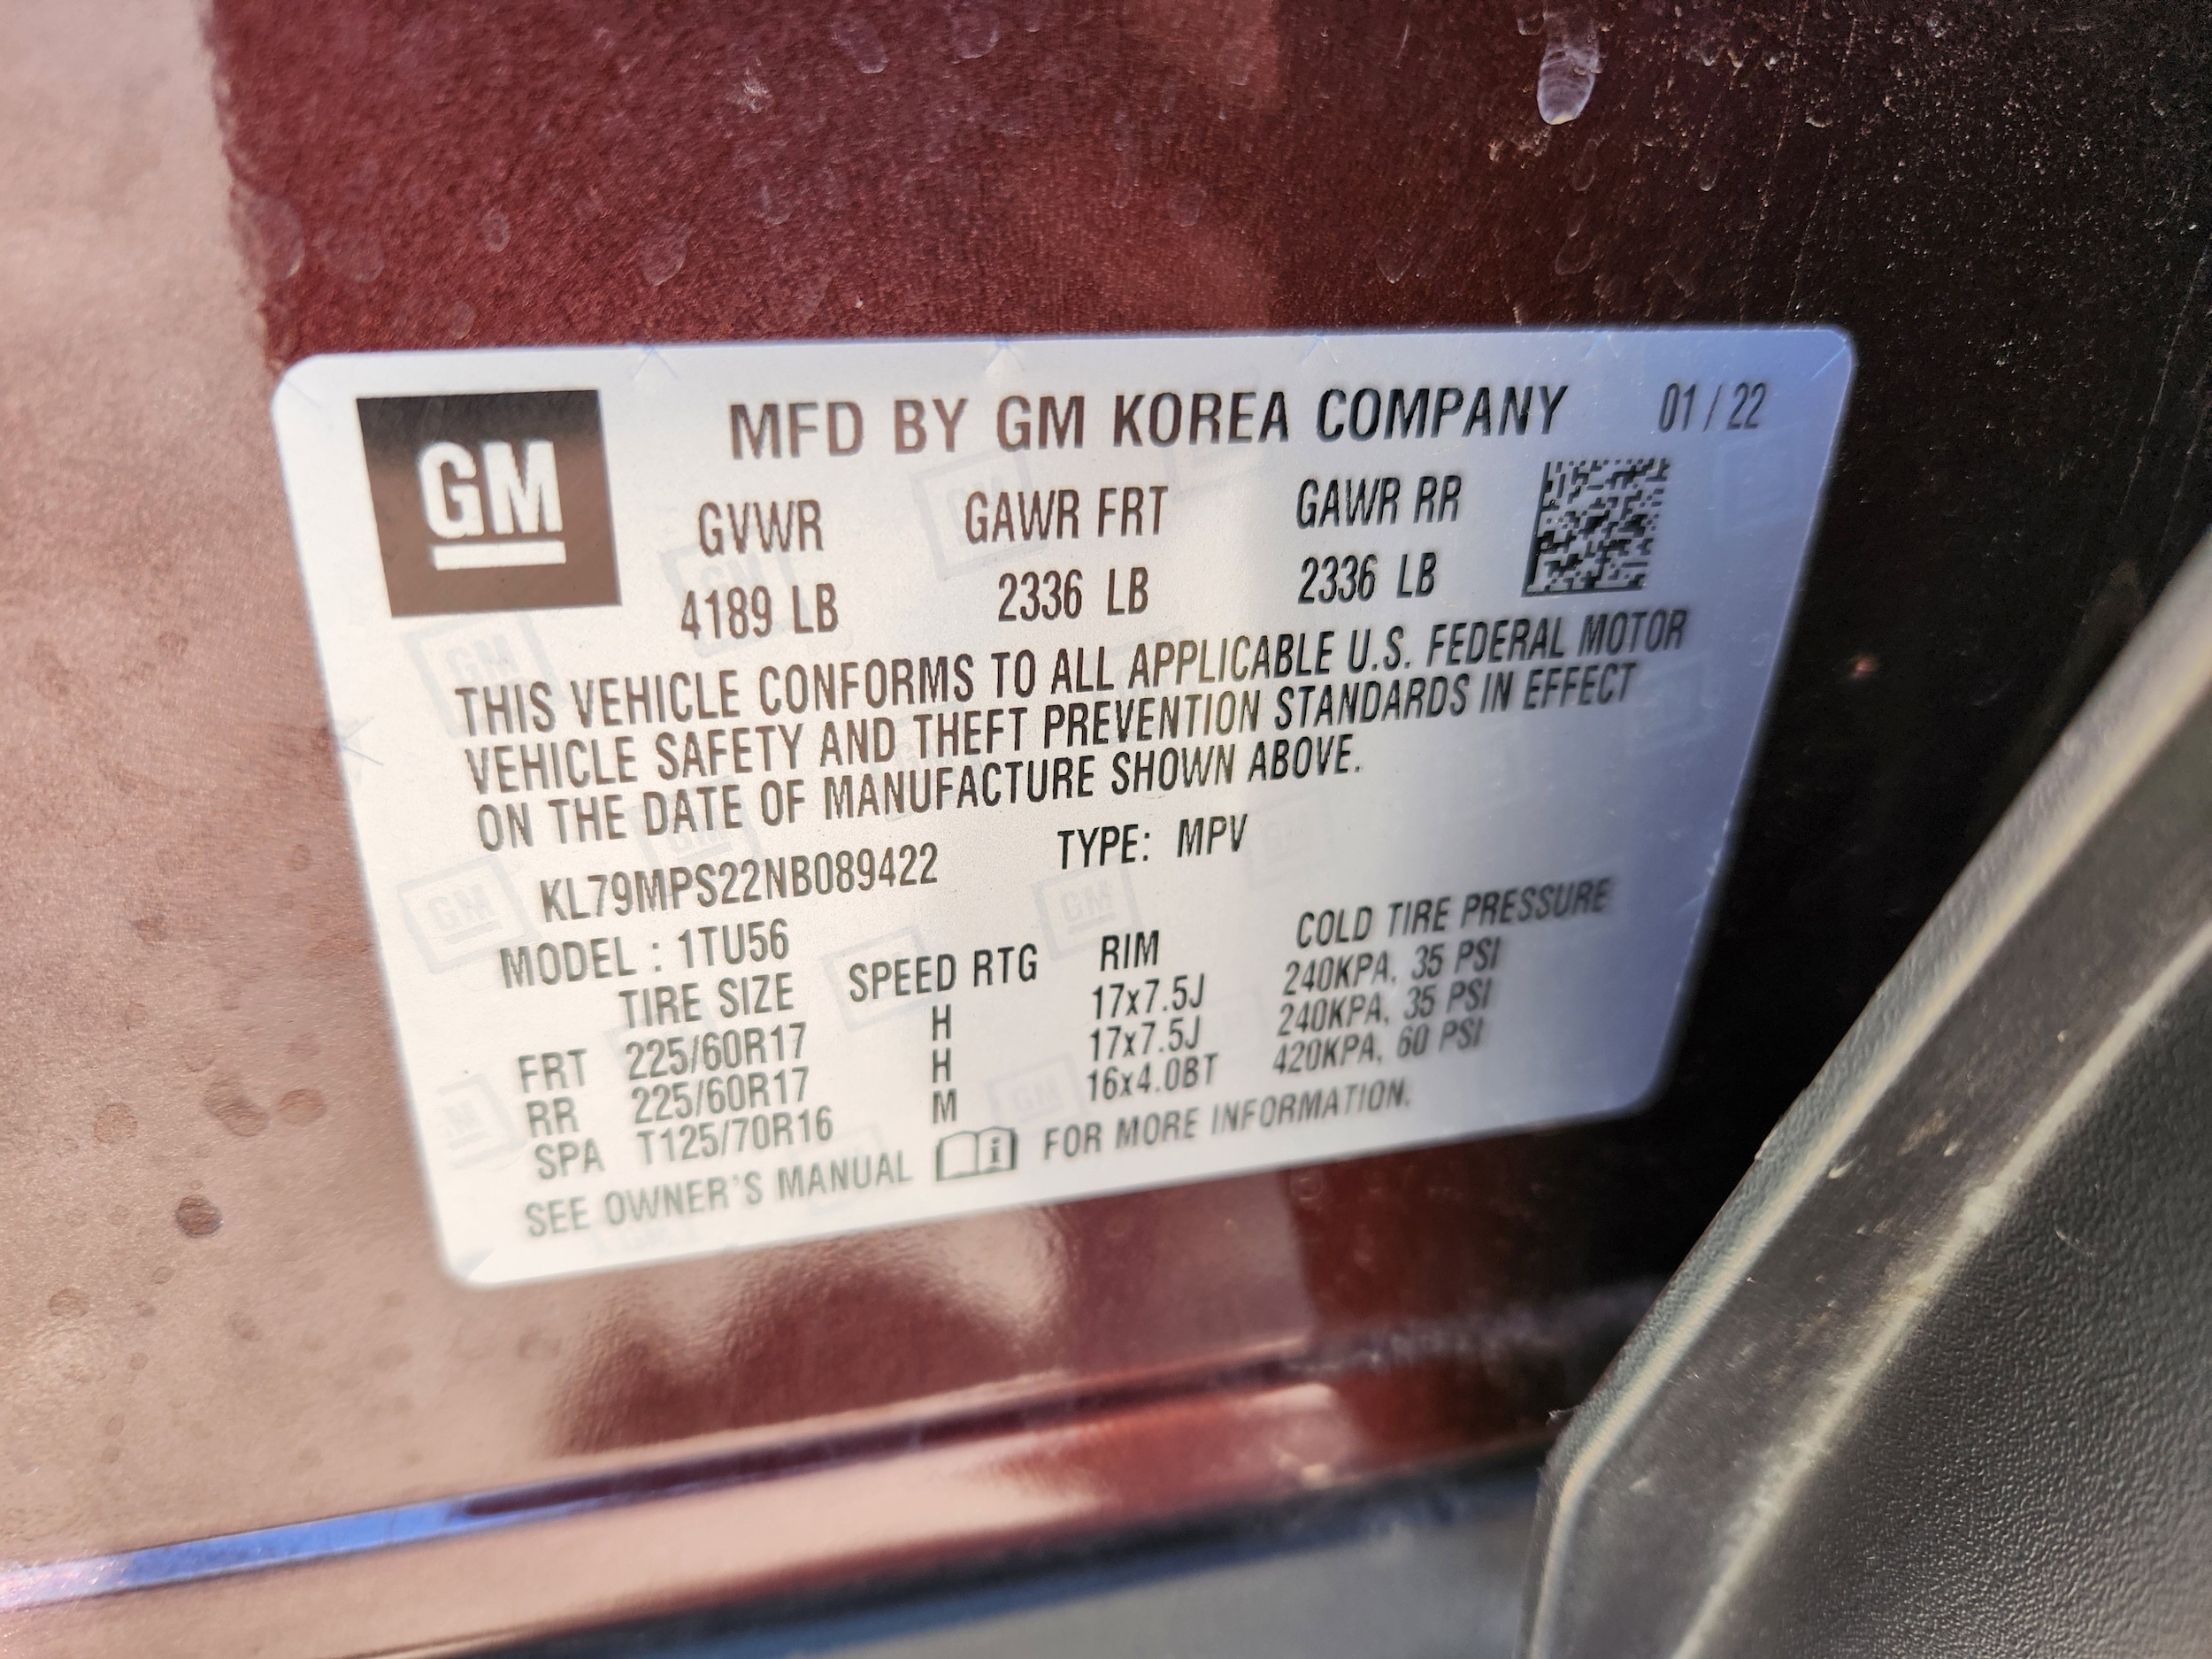 GM
MFD BY GM KOREA COMPANY 01 / 22
GVWR GAWR FRT GAWR RR
4189 LB 2336 LB 2336 LB
THIS VEHICLE CONFORMS TO ALL APPLICABLE U.S. FEDERAL MOTOR
VEHICLE SAFETY AND THEFT PREVENTION STANDARDS IN EFFECT
ON THE DATE OF MANUFACTURE SHOWN ABOVE.
KL79MPS22NB089422 TYPE: MPV
MODEL : 1TU56
TIRE SIZE SPEED RTG RIM COLD TIRE PRESSURE
FRT 225/60R17 H 17x7.5J 240KPA, 35 PSI
RR 225/60R17 H 17x7.5J 240KPA, 35 PSI
SPA T125/70R16 M 16x4.0BT 420KPA, 60 PSI
SEE OWNER'S MANUAL FOR MORE INFORMATION.